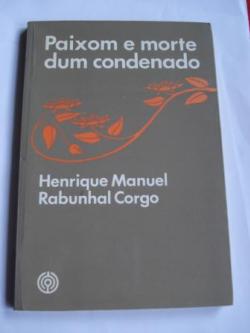 Paixom e morte
dum condenado
Henrique Manuel
Rabunhal Corgo